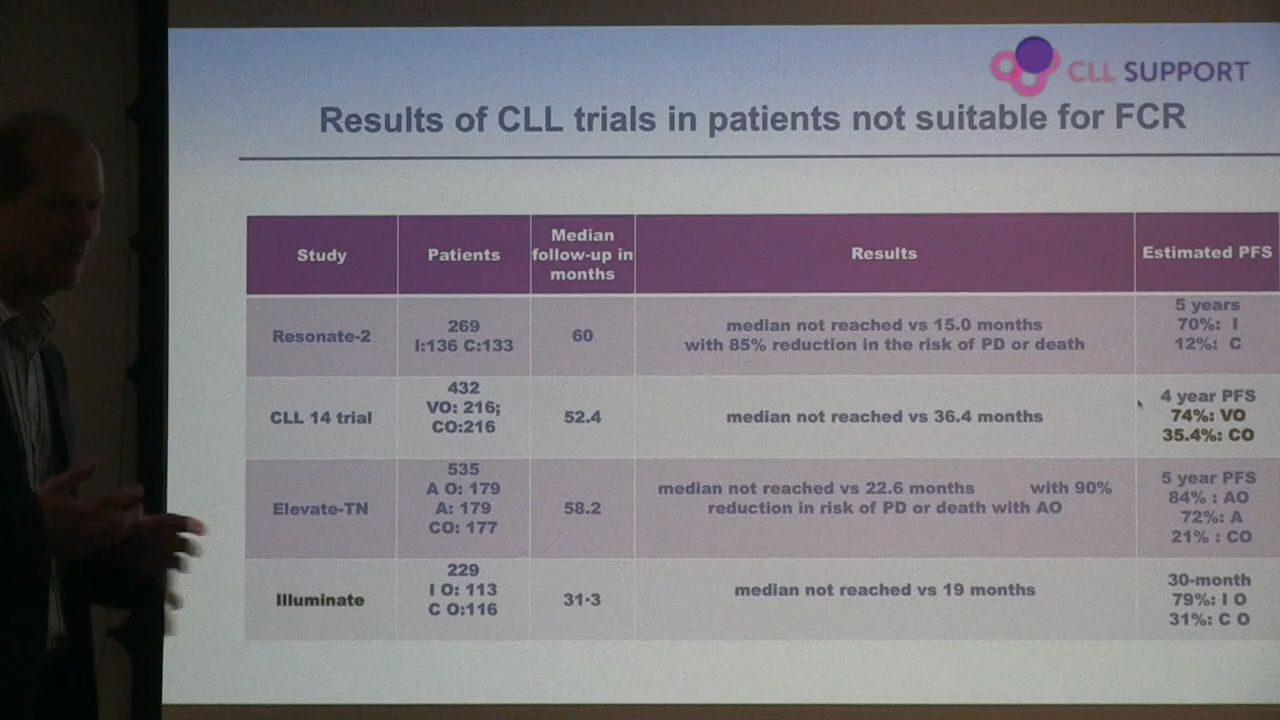 CLL SUPPORT
Results of CLL trials in patients not suitable for FCR
Study
Patients
Median
follow-up in
months
Results
Estimated PFS
Resonate-2
269
I:136 C:133
60
median not reached vs 15.0 months
with 85% reduction in the risk of PD or death
5 years
70%: I
12%: C
CLL 14 trial
432
VO: 216;
CO:216
52.4
median not reached vs 36.4 months
4 year PFS
74%: VO
35.4%: CO
Elevate-TN
535
A O: 179
A: 179
CO: 177
58.2
median not reached vs 22.6 months with 90%
reduction in risk of PD or death with AO
5 year PFS
84% : AO
72%: A
21% : CO
Illuminate
229
I O: 113
C O:116
31·3
median not reached vs 19 months
30-month
79%: I O
31%: C O